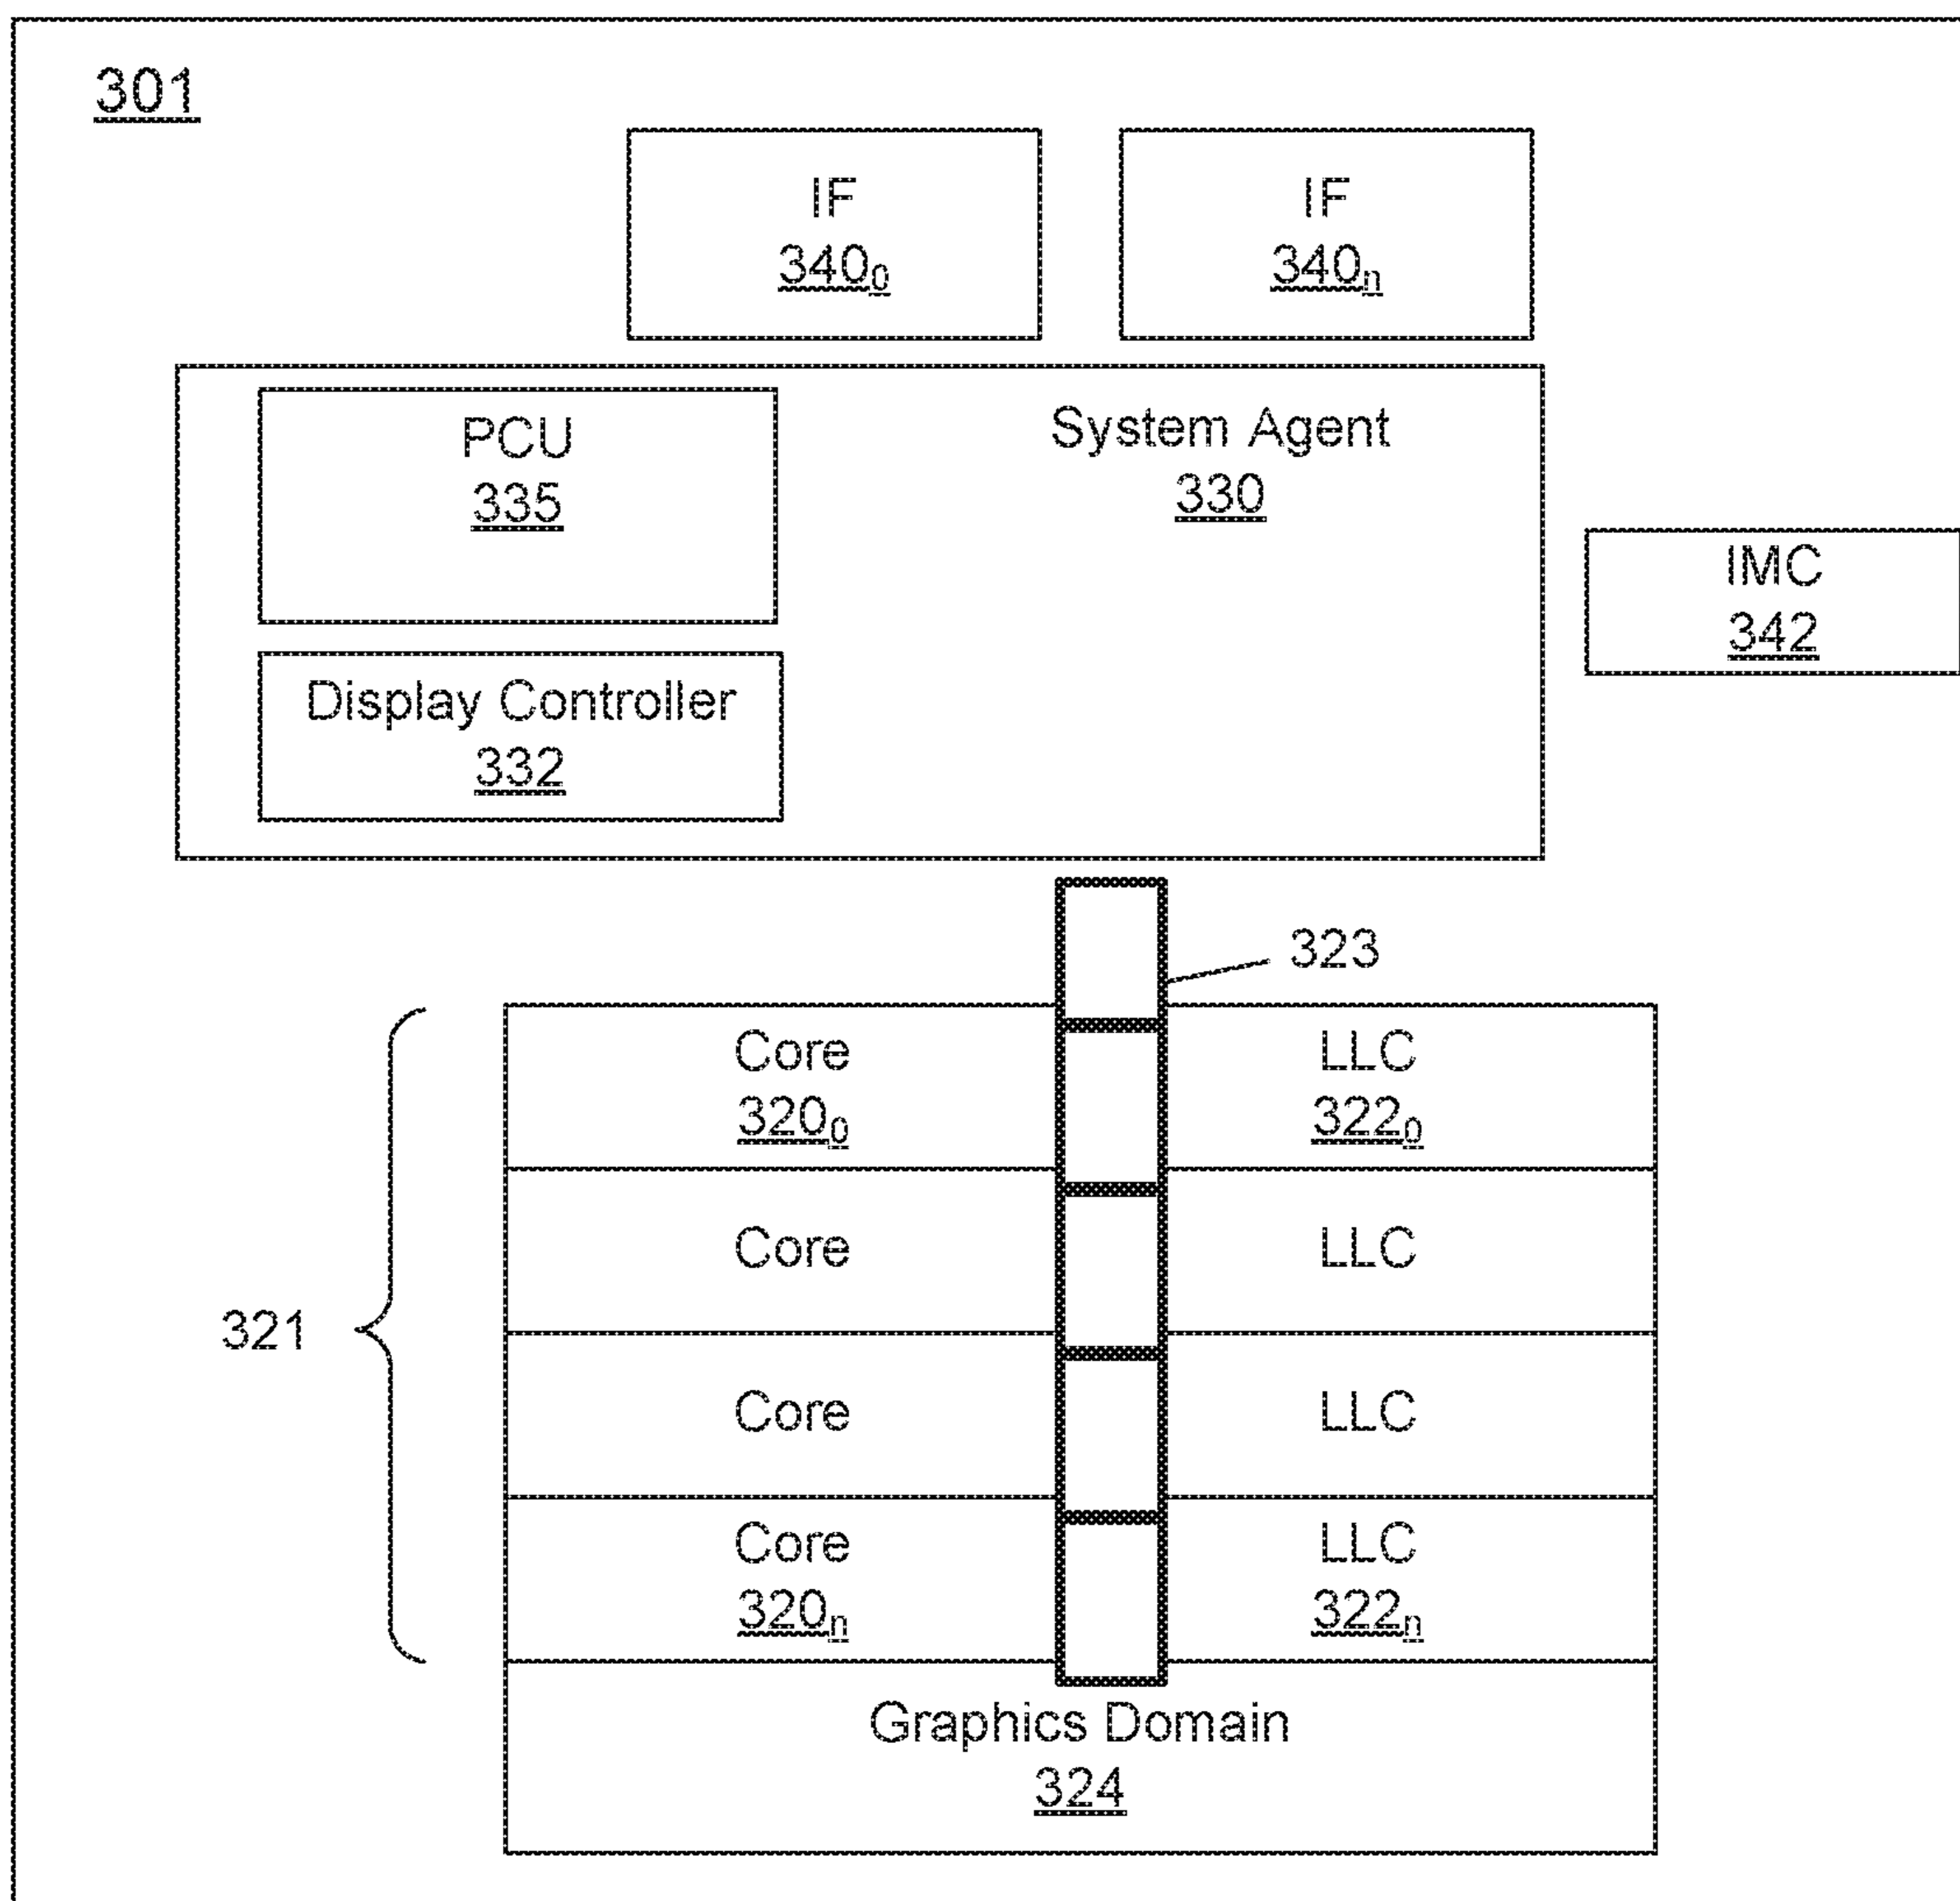 301
IF
340₀
IF
340ₙ
PCU
335
System Agent
330
Display Controller
332
IMC
342
323
321
Core
320₀
LLC
322₀
Core
LLC
Core
LLC
Core
320ₙ
LLC
322ₙ
Graphics Domain
324